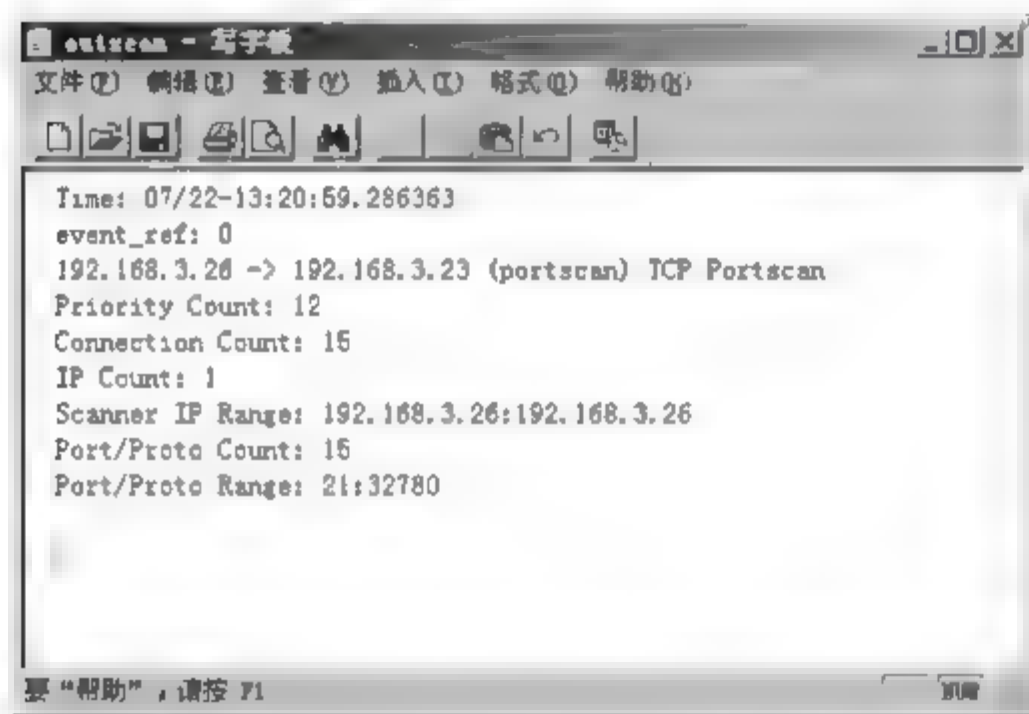 - 写字板
文件(F) 编辑(E) 查看(V) 插入(I) 格式(O) 帮助(H)
Time: 07/22-13:20:59.286363
event_ref: 0
192.168.3.26 -> 192.168.3.23 (portscan) TCP Portscan
Priority Count: 12
Connection Count: 15
IP Count: 1
Scanner IP Range: 192.168.3.26:192.168.3.26
Port/Proto Count: 15
Port/Proto Range: 21:32780
要“帮助”,请按 F1